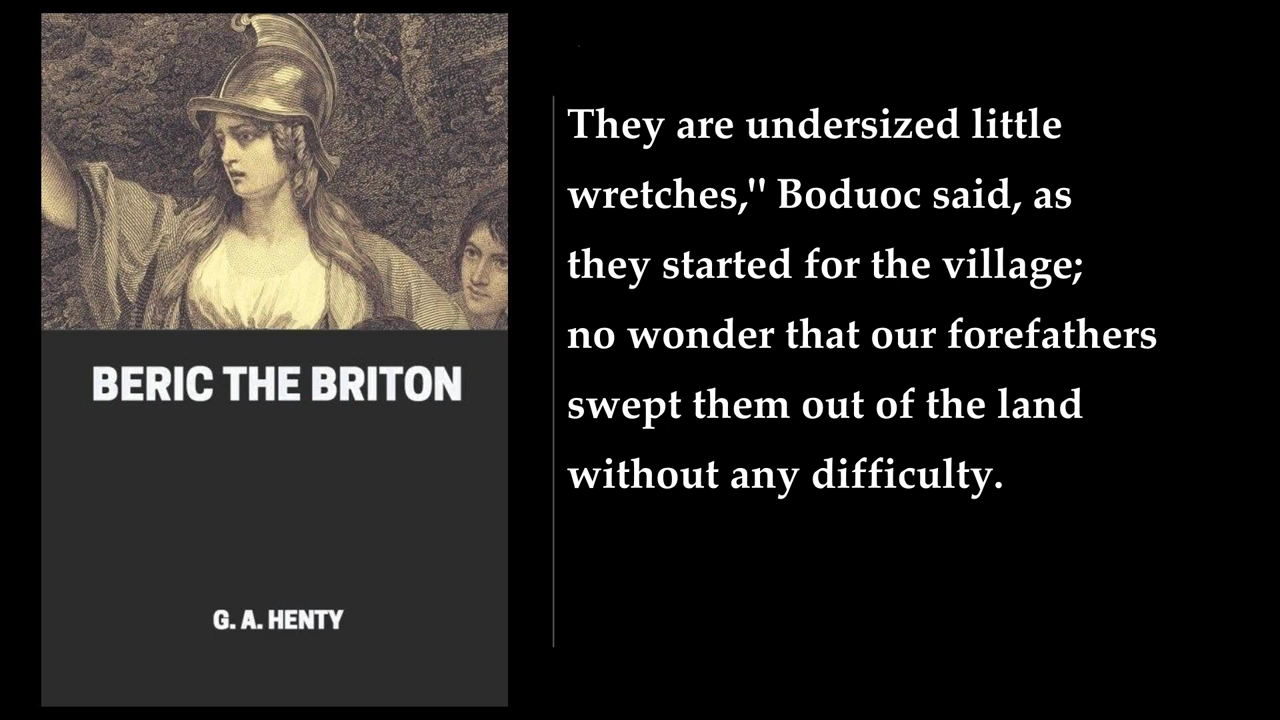 BERIC THE BRITON
G. A. HENTY
They are undersized little
wretches," Boduoc said, as
they started for the village;
no wonder that our forefathers
swept them out of the land
without any difficulty.